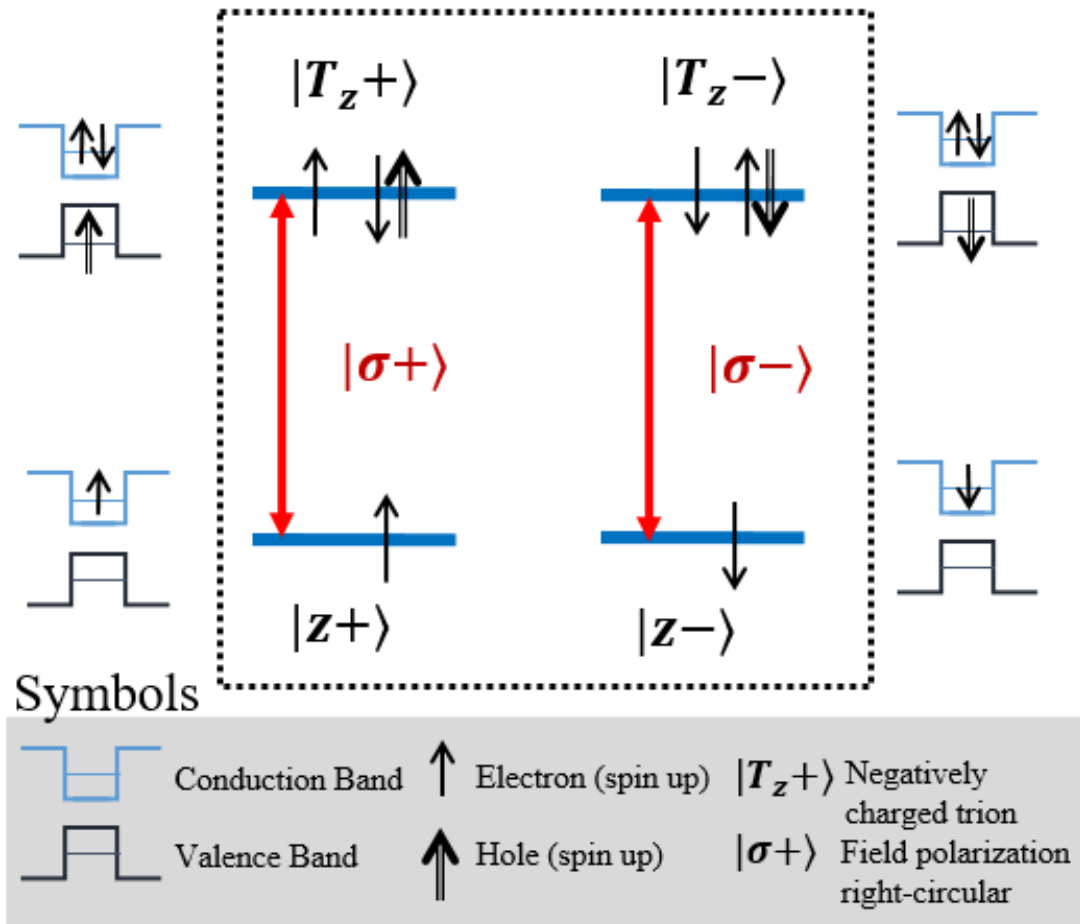 |T_z+⟩ |T_z−⟩
|σ+⟩ |σ−⟩
|z+⟩ |z−⟩
Symbols
Conduction Band Electron (spin up) |T_z+⟩ Negatively
charged trion
Valence Band Hole (spin up) |σ+⟩ Field polarization
right-circular